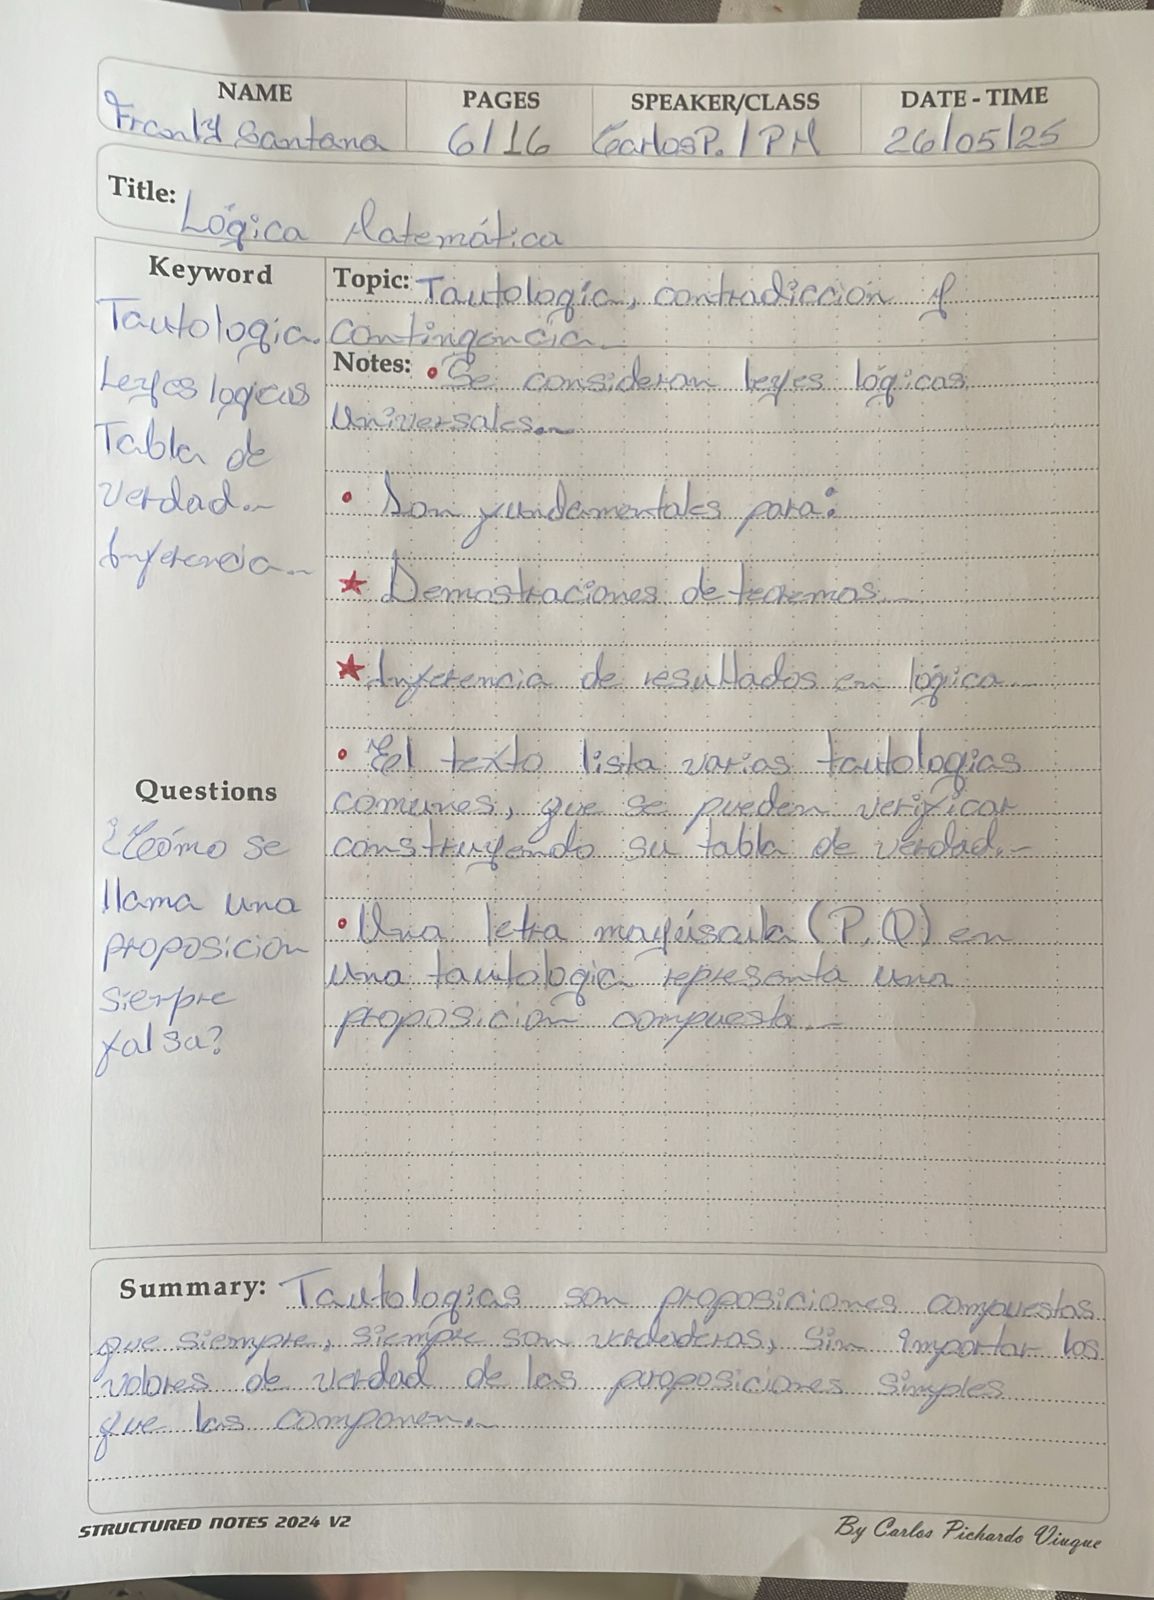 NAME PAGES SPEAKER/CLASS DATE - TIME
Santana 6/16 Carlos P. / PM 26/05/25
Title:
Lógica Matemática
Keyword
Tautologia.
Leyes logicas
Tabla de
verdad.-
Inferencia.-
Questions
¿Cómo se
llama una
proposicion
sierpre
falsa?
Topic: Tautologia, contradicción y
contingencia.
Notes: • Se consideran leyes lógicas
Universales.-
• Son fundamentales para:
★ Demostraciones de teoremas.-
★ Inferencia de resultados en lógica.-
• El texto lista varias tautologias
comunes, que se pueden verificar
construyendo su tabla de verdad.-
• Una letra mayúscula (P, Q) en
una tautologia representa una
proposición compuesta.-
Summary: Tautologias son proposiciones compuestas
que siempre, siempre son verdaderas, Sin importar los
valores de verdad de las proposiciones simples
que las componen.-
STRUCTURED NOTES 2024 V2
By Carlos Pichardo Viuque